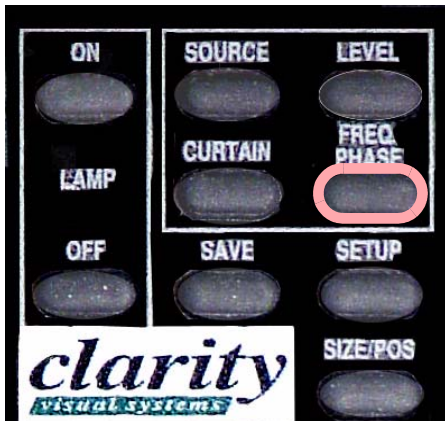 ON
SOURCE
LEVEL
CURTAIN
FREQ
PHASE
LAMP
OFF
SAVE
SETUP
SIZE/POS
clarity
visual systems